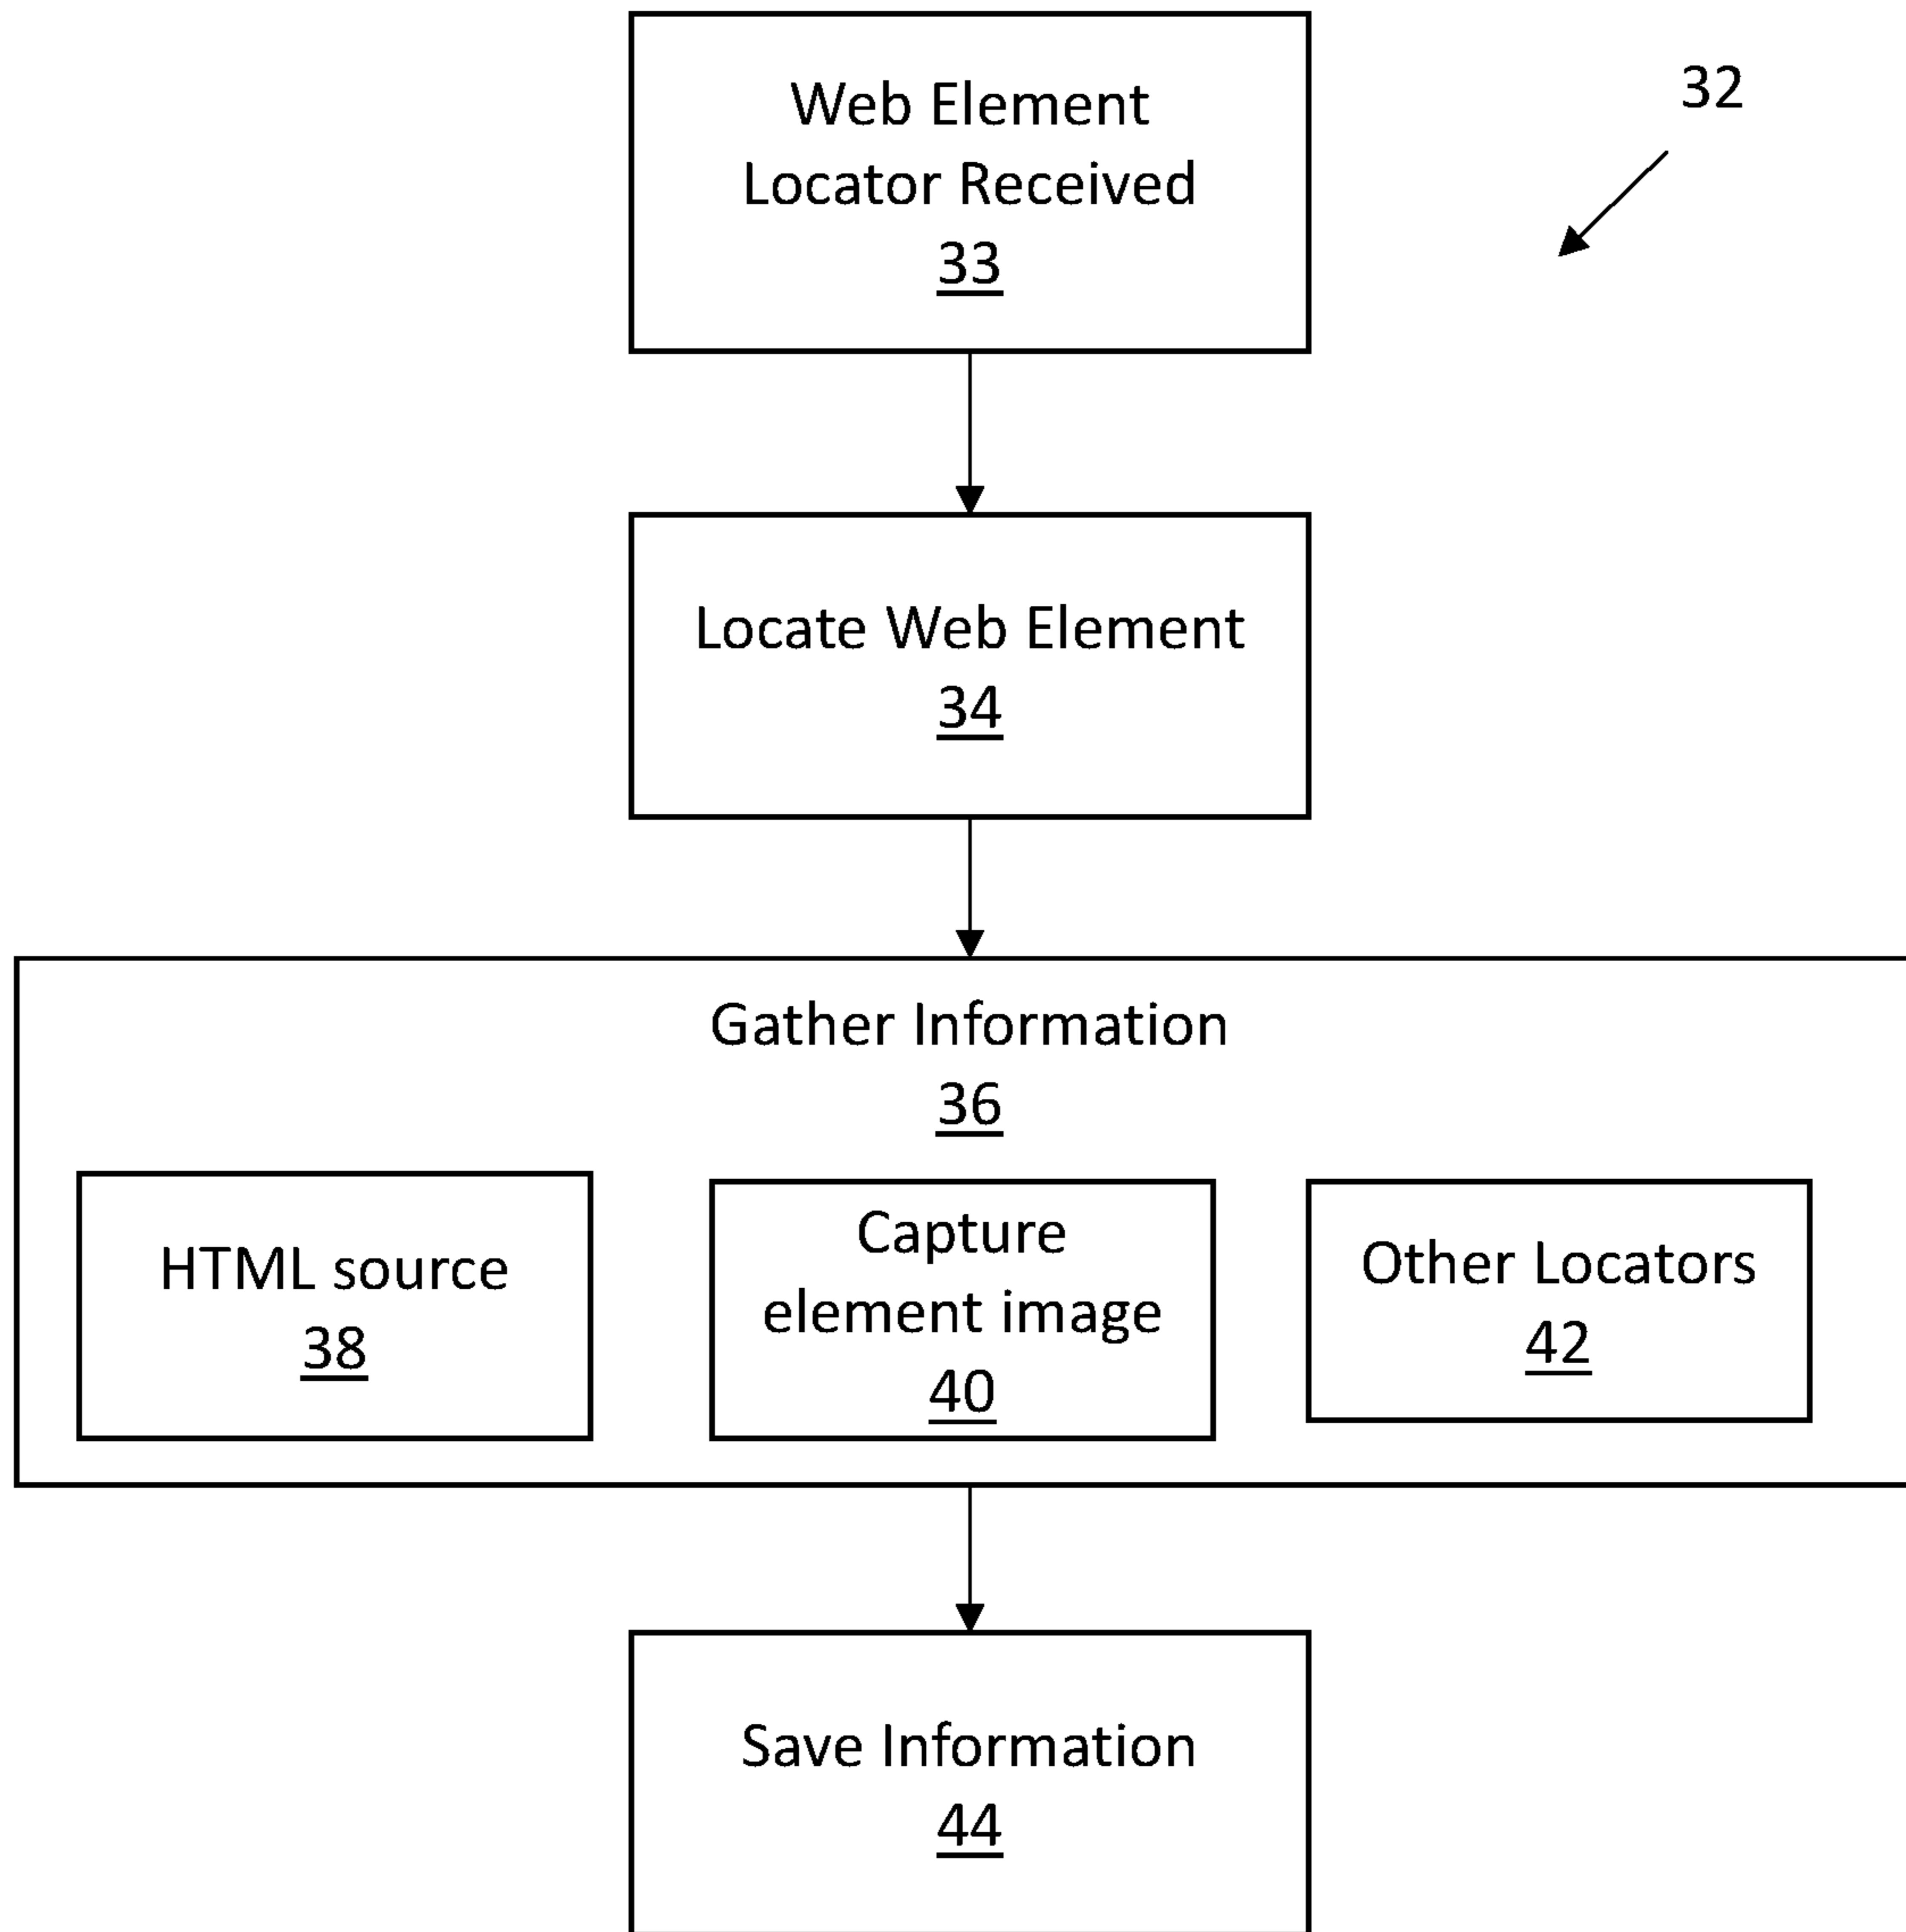 Web Element
Locator Received
33
32
Locate Web Element
34
Gather Information
36
HTML source
38
Capture
element image
40
Other Locators
42
Save Information
44